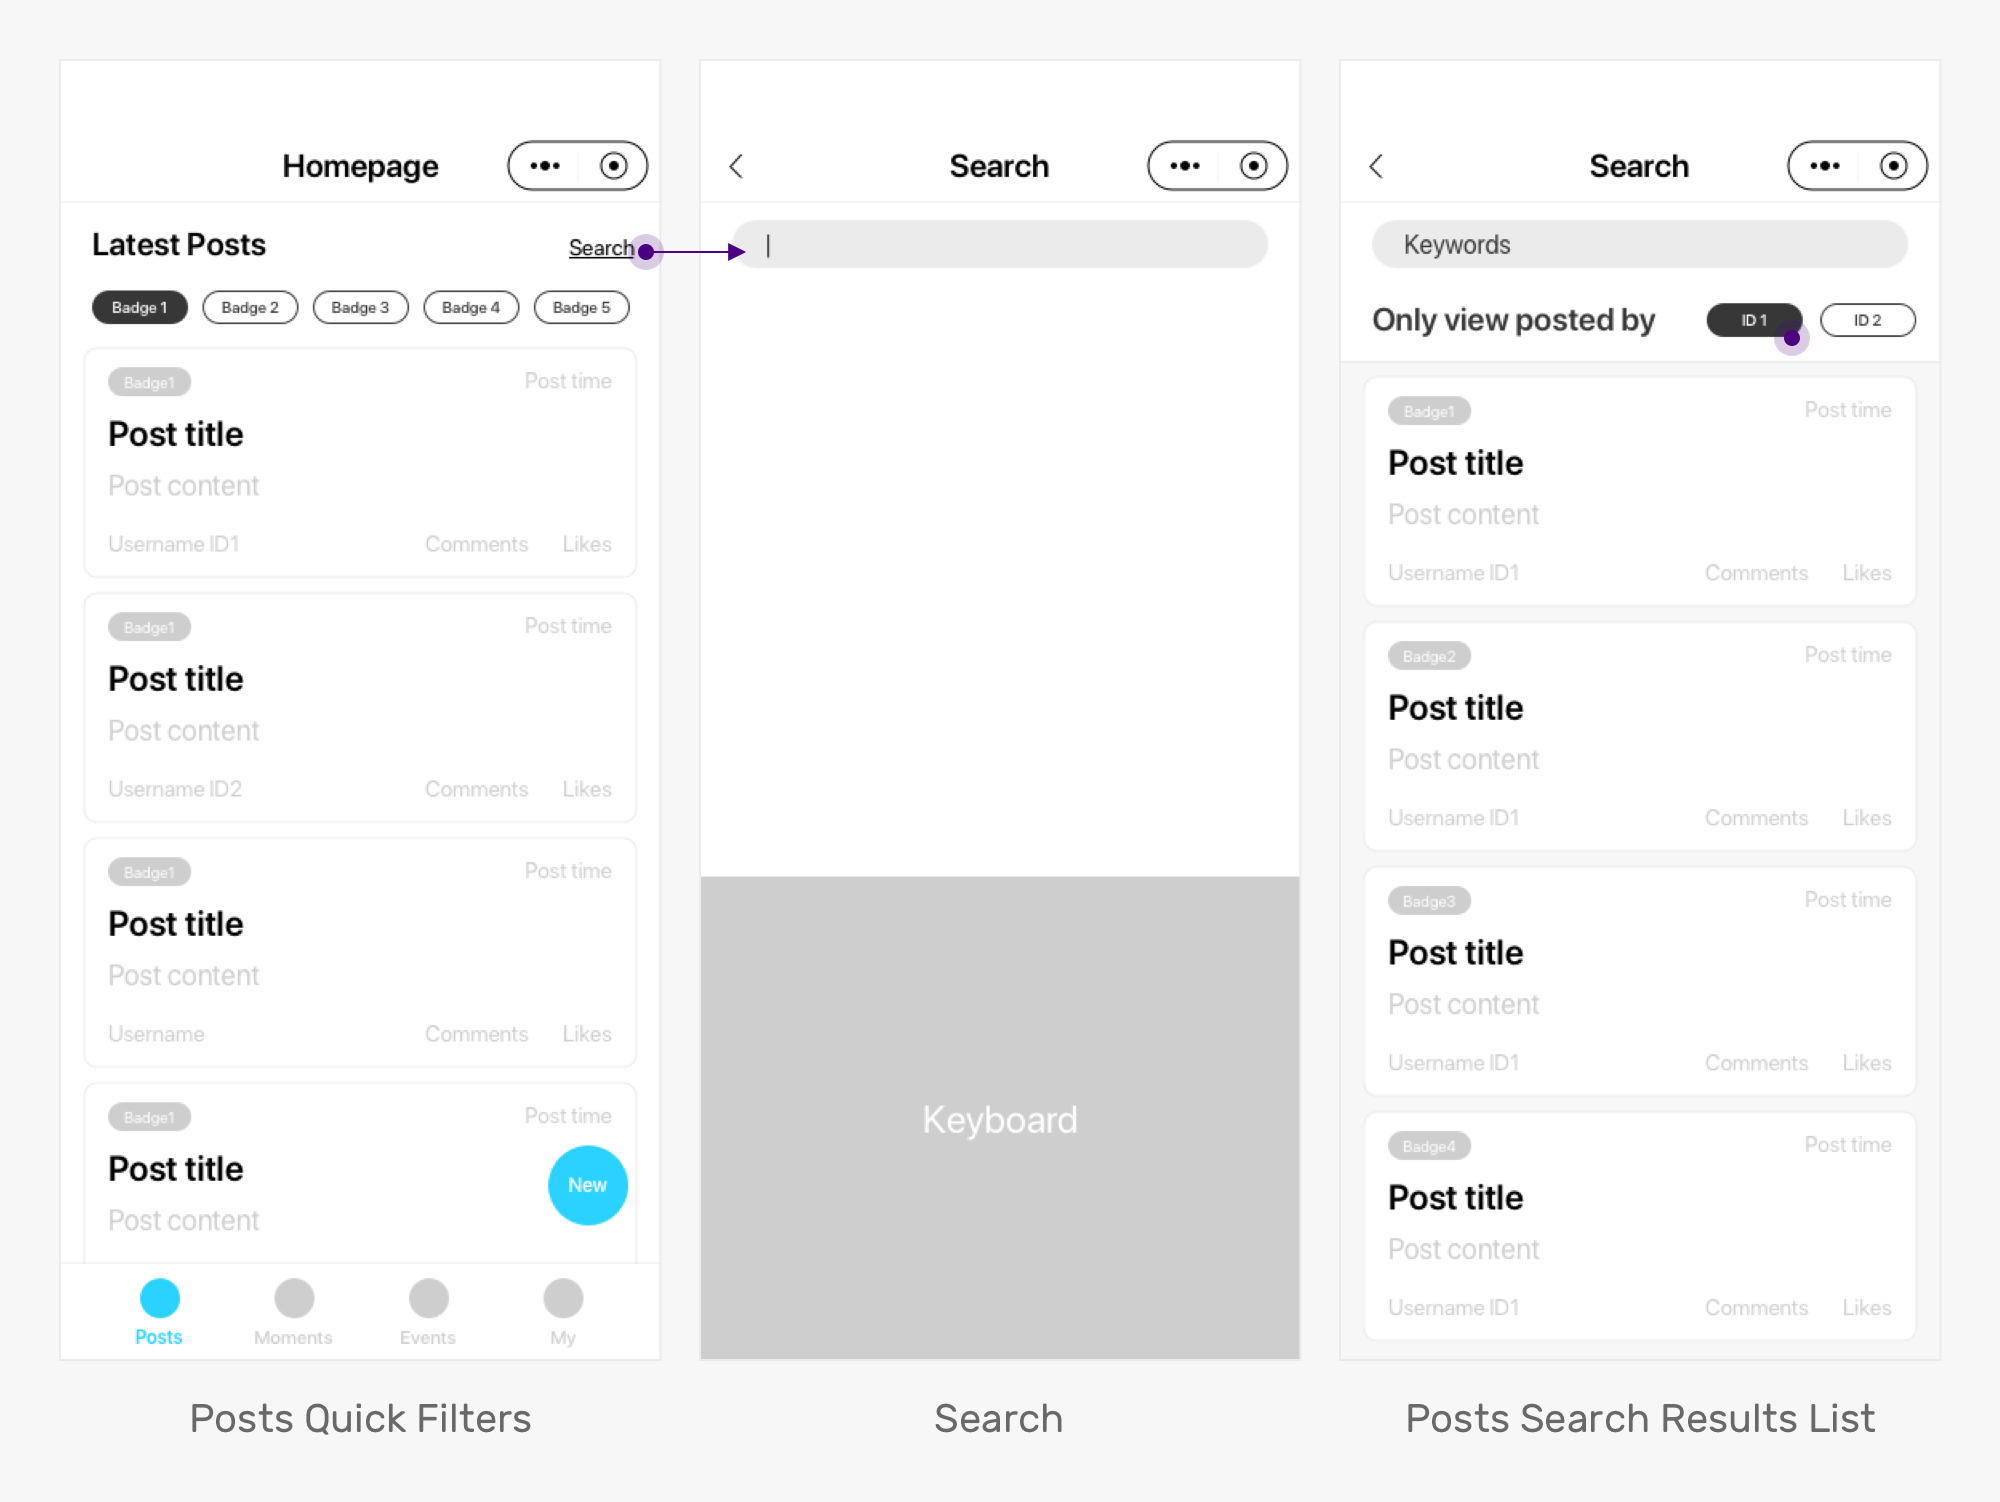 Homepage
Latest Posts
Search
Badge 1
Badge 2
Badge 3
Badge 4
Badge 5
Badge1
Post time
Post title
Post content
Username ID1
Comments
Likes
Badge1
Post time
Post title
Post content
Username ID2
Comments
Likes
Badge1
Post time
Post title
Post content
Username
Comments
Likes
Badge1
Post time
Post title
Post content
New
Posts
Moments
Events
My
Posts Quick Filters
Search
Keyboard
Search
Search
Keywords
Only view posted by
ID 1
ID 2
Badge1
Post time
Post title
Post content
Username ID1
Comments
Likes
Badge2
Post time
Post title
Post content
Username ID1
Comments
Likes
Badge3
Post time
Post title
Post content
Username ID1
Comments
Likes
Badge4
Post time
Post title
Post content
Username ID1
Comments
Likes
Posts Search Results List